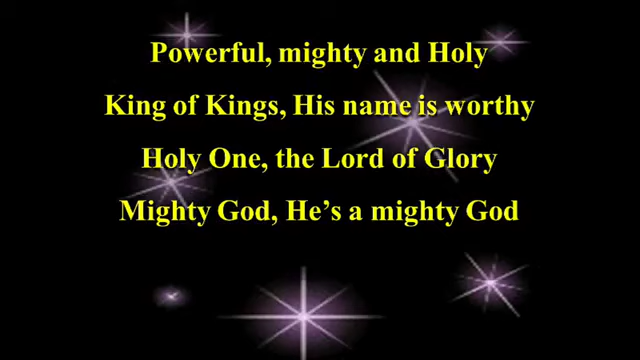 Powerful, mighty and Holy
King of Kings, His name is worthy
Holy One, the Lord of Glory
Mighty God, He’s a mighty God